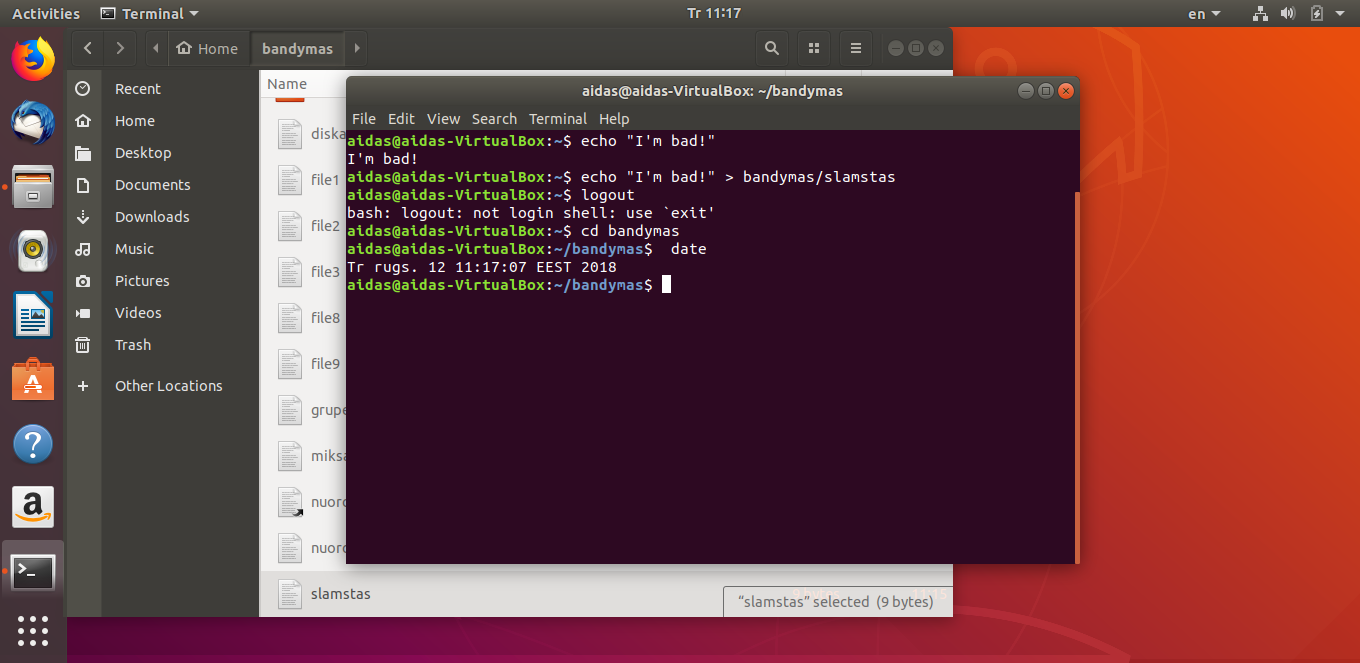 Activities Terminal Tr 11:17 en
Home bandymas
Recent
Home
Desktop
Documents
Downloads
Music
Pictures
Videos
Trash
Other Locations
Name
diska
file1
file2
file3
file8
file9
grupe
miksa
nuoro
nuoro
slamstas 9 bytes 11:15
“slamstas” selected (9 bytes)
aidas@aidas-VirtualBox: ~/bandymas
File Edit View Search Terminal Help
aidas@aidas-VirtualBox:~$ echo "I'm bad!"
I'm bad!
aidas@aidas-VirtualBox:~$ echo "I'm bad!" > bandymas/slamstas
aidas@aidas-VirtualBox:~$ logout
bash: logout: not login shell: use `exit'
aidas@aidas-VirtualBox:~$ cd bandymas
aidas@aidas-VirtualBox:~/bandymas$  date
Tr rugs. 12 11:17:07 EEST 2018
aidas@aidas-VirtualBox:~/bandymas$